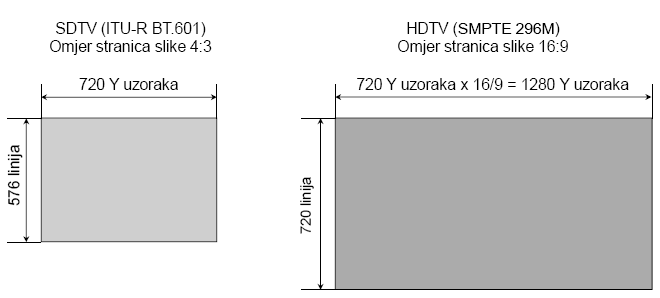 SDTV (ITU-R BT.601)
Omjer stranica slike 4:3
720 Y uzoraka
576 linija
HDTV (SMPTE 296M)
Omjer stranica slike 16:9
720 Y uzoraka x 16/9 = 1280 Y uzoraka
720 linija